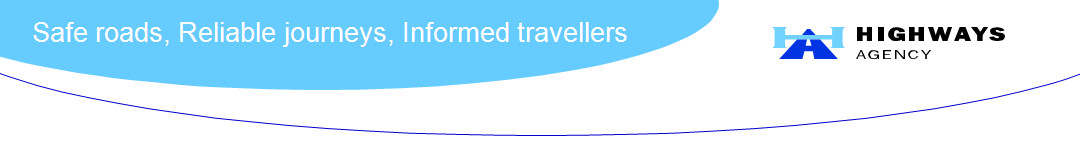 Safe roads, Reliable journeys, Informed travellers
HIGHWAYS
AGENCY